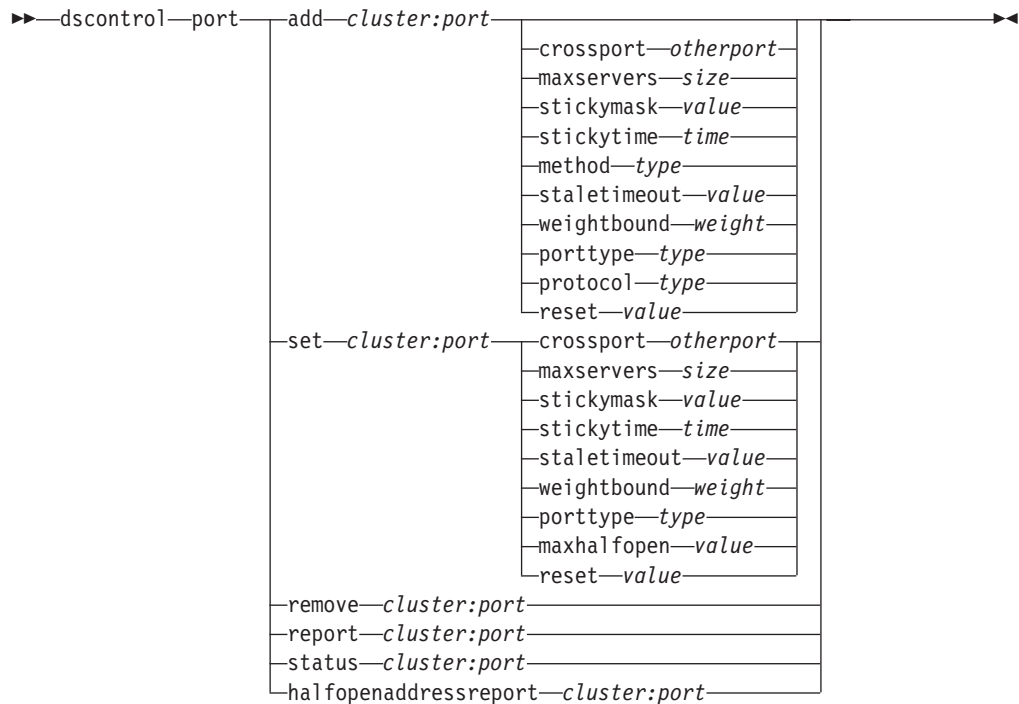 dscontrol port add cluster:port
crossport otherport
maxservers size
stickymask value
stickytime time
method type
staletimeout value
weightbound weight
porttype type
protocol type
reset value
set cluster:port crossport otherport
maxservers size
stickymask value
stickytime time
staletimeout value
weightbound weight
porttype type
maxhalfopen value
reset value
remove cluster:port
report cluster:port
status cluster:port
halfopenaddressreport cluster:port